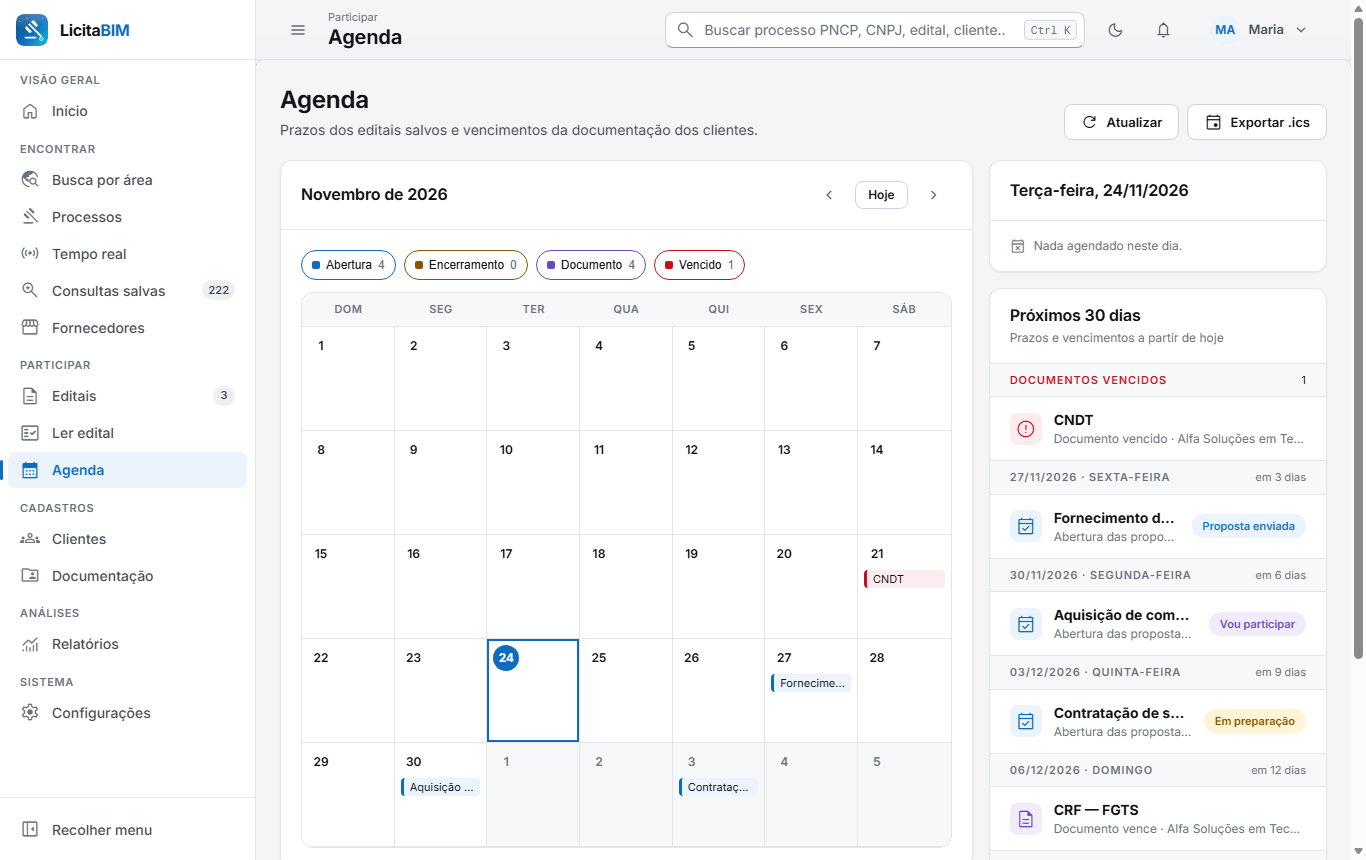 LicitaBIM
VISÃO GERAL
Início
ENCONTRAR
Busca por área
Processos
Tempo real
Consultas salvas 222
Fornecedores
PARTICIPAR
Editais 3
Ler edital
Agenda
CADASTROS
Clientes
Documentação
ANÁLISES
Relatórios
SISTEMA
Configurações
Recolher menu
Participar
Agenda
Buscar processo PNCP, CNPJ, edital, cliente.. Ctrl K
MA Maria
Agenda
Prazos dos editais salvos e vencimentos da documentação dos clientes.
Atualizar
Exportar .ics
Novembro de 2026
Hoje
Abertura 4
Encerramento 0
Documento 4
Vencido 1
DOM SEG TER QUA QUI SEX SÁB
1 2 3 4 5 6 7
8 9 10 11 12 13 14
15 16 17 18 19 20 21
CNDT
22 23 24 25 26 27 28
Fornecime...
29 30 1 2 3 4 5
Aquisição ... Contrataç...
Terça-feira, 24/11/2026
Nada agendado neste dia.
Próximos 30 dias
Prazos e vencimentos a partir de hoje
DOCUMENTOS VENCIDOS 1
CNDT
Documento vencido · Alfa Soluções em Te...
27/11/2026 · SEXTA-FEIRA em 3 dias
Fornecimento d... Proposta enviada
Abertura das propo...
30/11/2026 · SEGUNDA-FEIRA em 6 dias
Aquisição de com... Vou participar
Abertura das proposta...
03/12/2026 · QUINTA-FEIRA em 9 dias
Contratação de s... Em preparação
Abertura das proposta...
06/12/2026 · DOMINGO em 12 dias
CRF — FGTS
Documento vence · Alfa Soluções em Tec...